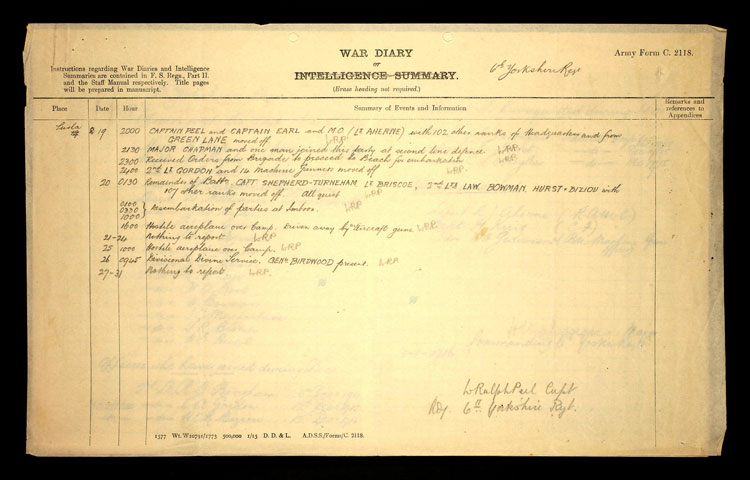 WAR DIARY
or
INTELLIGENCE SUMMARY.
(Erase heading not required.)
Army Form C. 2118.
Instructions regarding War Diaries and Intelligence
Summaries are contained in F. S. Regs., Part II.
and the Staff Manual respectively. Title pages
will be prepared in manuscript.
6th Yorkshire Regt
Place Date Hour Summary of Events and Information Remarks and
references to
Appendices
Suvla 19 2000 CAPTAIN PEEL and CAPTAIN EARL and M.O. (Lt AHERNE) with 102 other ranks of Headquarters and from
GREEN LANE moved off LRP.
2130 MAJOR CHAPMAN and one man joined this party at second line defence LRP.
2300 Received Orders from Brigade to proceed to Beach for embarkation LRP.
2400 2nd Lt GORDON and 14 Machine Gunners moved off LRP.
20 0130 Remainder of Battn. CAPT SHEPHERD-TURNEHAM Lt BRISCOE, 2nd Lts LAW. BOWMAN. HURST- with
107 other ranks moved off. All quiet LRP
0100
0330
1000 Disembarkation of parties at Imbros. LRP
1600 Hostile aeroplane over Camp. Driven away by Aircraft guns LRP.
21-24 Nothing to report LRP
25 1000 Hostile aeroplane over Camp. LRP.
26 0945 Divisional Divine Service. GENL BIRDWOOD present. LRP.
27-31 Nothing to report. LRP.
W Ralph Peel Capt
Adj. 6th Yorkshire Regt.
1577 Wt. W10791/1773 500,000 1/15 D. D. & L. A.D.S.S./Forms/C. 2118.